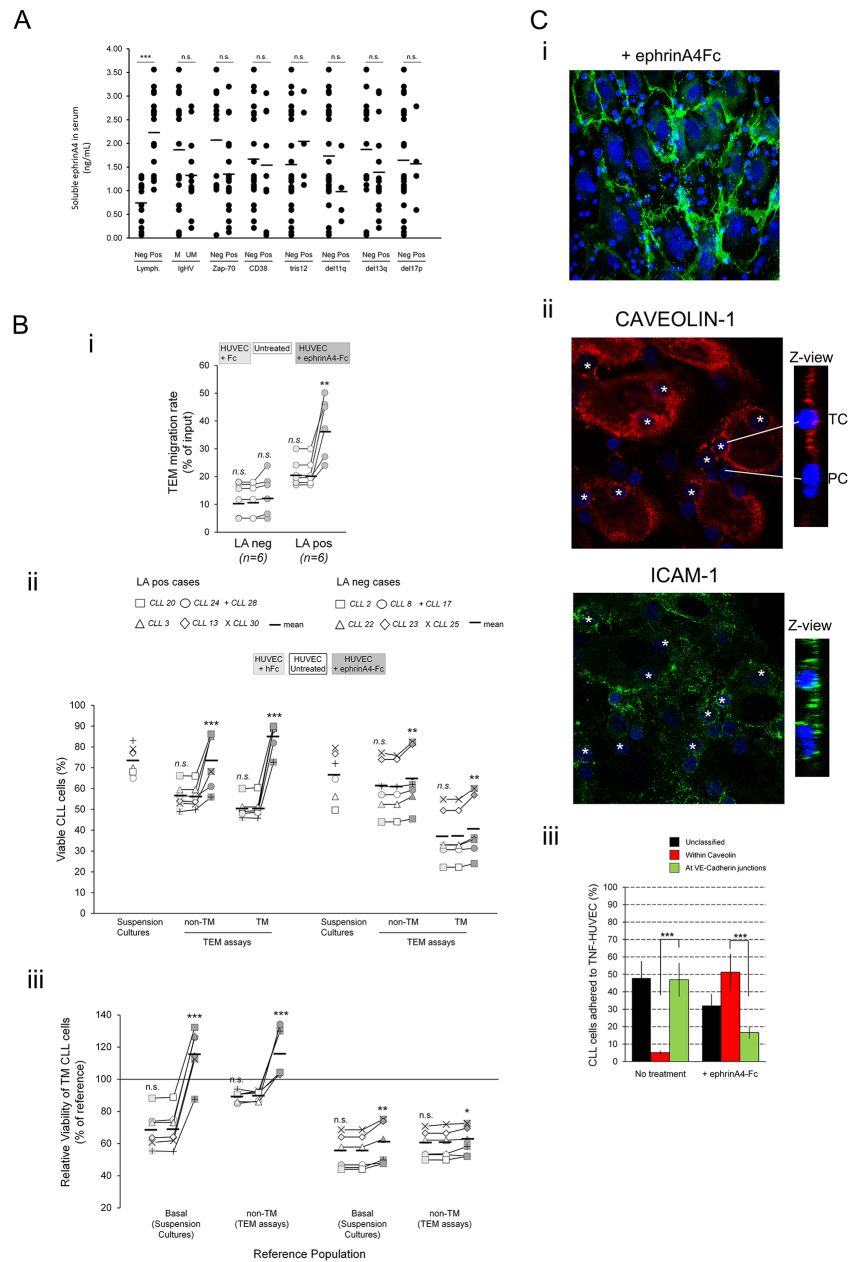 A
4.00
3.50
3.00
2.50
2.00
1.50
1.00
0.50
0.00
Soluble ephrinA4 in serum
(ng/mL)
*** n.s. n.s. n.s. n.s. n.s. n.s. n.s.
Neg Pos M UM Neg Pos Neg Pos Neg Pos Neg Pos Neg Pos Neg Pos
Lymph. IgHV Zap-70 CD38 tris12 del11q del13q del17p
B
i
HUVEC + Fc
Untreated
HUVEC + ephrinA4-Fc
60
50
40
30
20
10
0
TEM migration rate
(% of input)
n.s. n.s. n.s. **
LA neg LA pos
(n=6) (n=6)
ii
LA pos cases LA neg cases
CLL 20 CLL 24 + CLL 28 CLL 2 CLL 8 + CLL 17
CLL 3 CLL 13 X CLL 30 mean CLL 22 CLL 23 X CLL 25 mean
HUVEC + hFc
HUVEC Untreated
HUVEC + ephrinA4-Fc
100
90
80
70
60
50
40
30
20
10
0
Viable CLL cells (%)
n.s. *** n.s. *** n.s. ** n.s. **
Suspension Cultures
non-TM TM
TEM assays
Suspension Cultures
non-TM TM
TEM assays
iii
140
120
100
80
60
40
20
Relative Viability of TM CLL cells
(% of reference)
n.s. *** n.s. *** n.s. ** n.s. *
Basal (Suspension Cultures)
non-TM (TEM assays)
Basal (Suspension Cultures)
non-TM (TEM assays)
Reference Population
C
i
+ ephrinA4Fc
ii
CAVEOLIN-1
Z-view
* * * * * * * *
TC
PC
ICAM-1
Z-view
* * * * * * * * *
iii
Unclassified
Within Caveolin
At VE-Cadherin junctions
100
90
80
70
60
50
40
30
20
10
0
CLL cells adhered to TNF-HUVEC (%)
*** ***
No treatment + ephrinA4-Fc